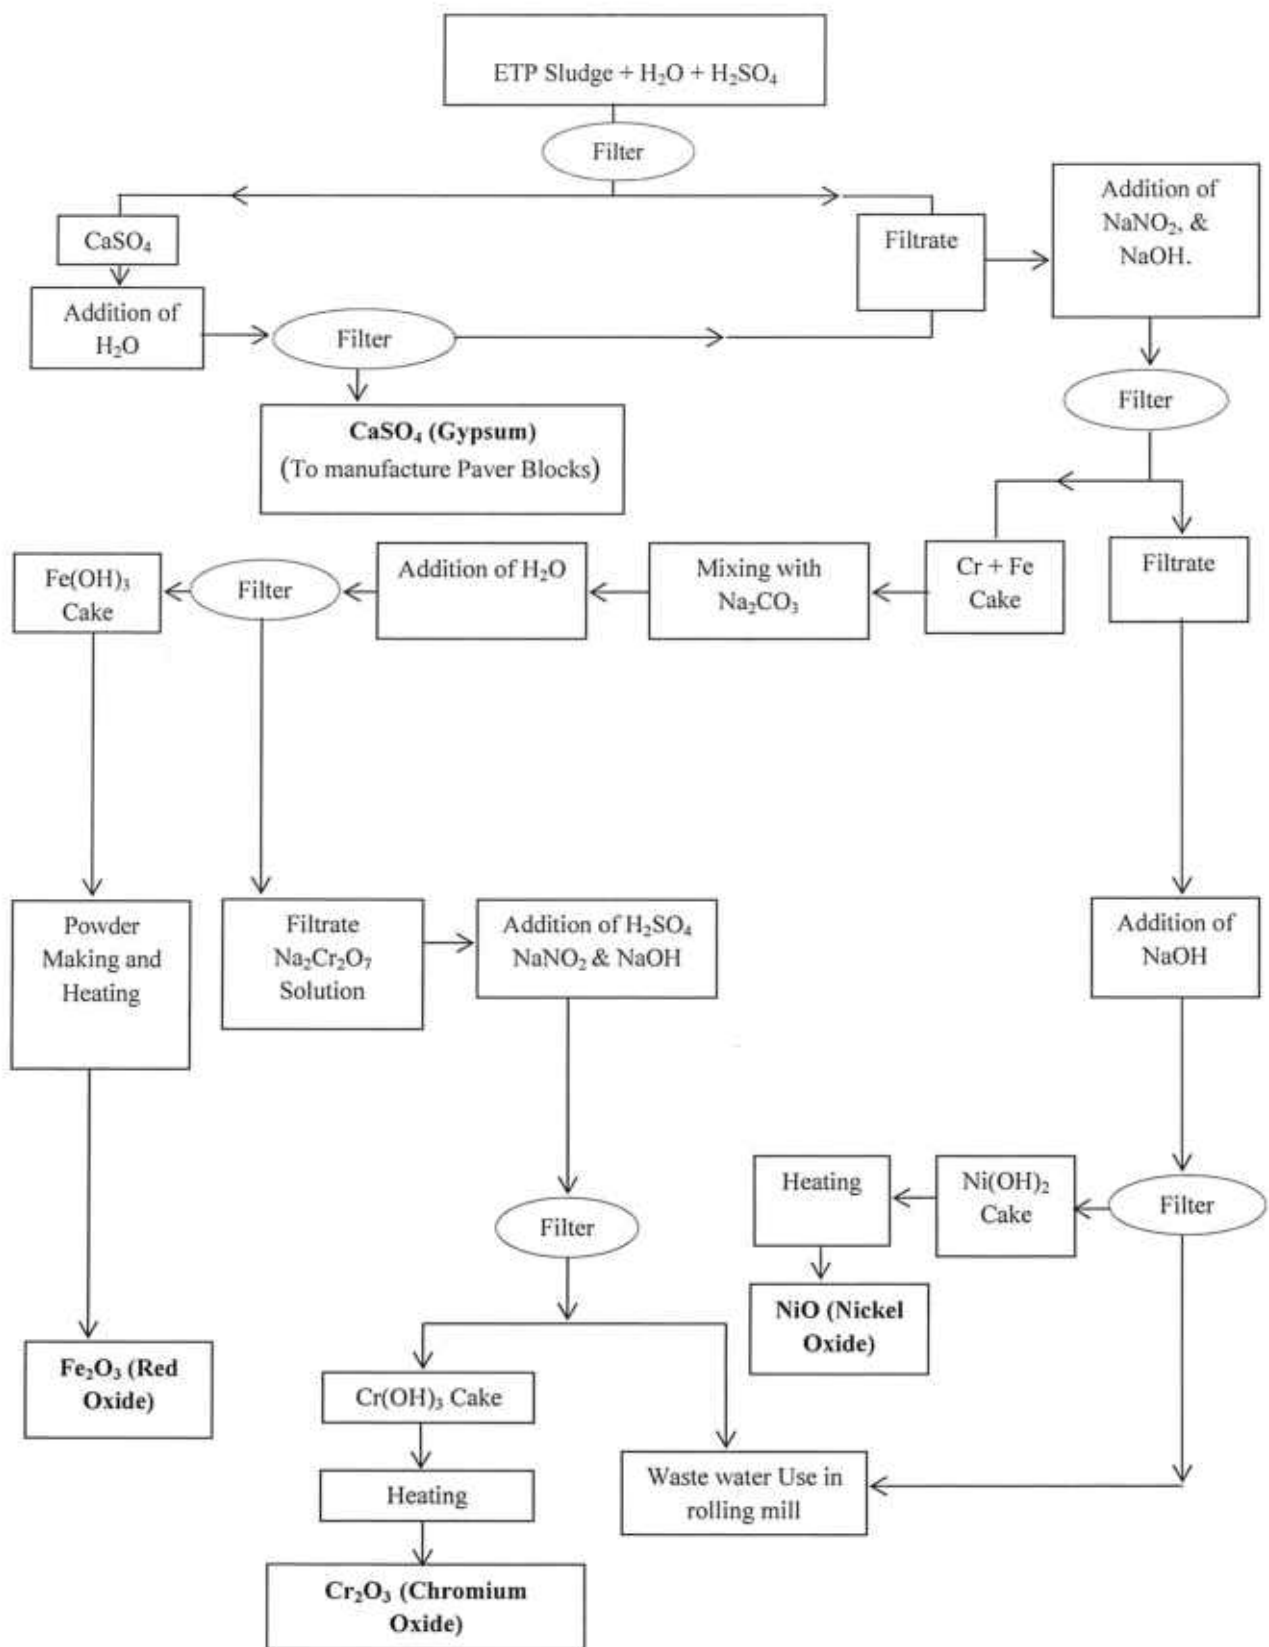 ETP Sludge + H₂O + H₂SO₄
Filter
CaSO₄
Filtrate
Addition of
NaNO₂, &
NaOH.
Addition of
H₂O
Filter
Filter
CaSO₄ (Gypsum)
(To manufacture Paver Blocks)
Fe(OH)₃
Cake
Filter
Addition of H₂O
Mixing with
Na₂CO₃
Cr + Fe
Cake
Filtrate
Powder
Making and
Heating
Filtrate
Na₂Cr₂O₇
Solution
Addition of H₂SO₄
NaNO₂ & NaOH
Addition of
NaOH
Heating
Ni(OH)₂
Cake
Filter
Filter
NiO (Nickel
Oxide)
Fe₂O₃ (Red
Oxide)
Cr(OH)₃ Cake
Waste water Use in
rolling mill
Heating
Cr₂O₃ (Chromium
Oxide)